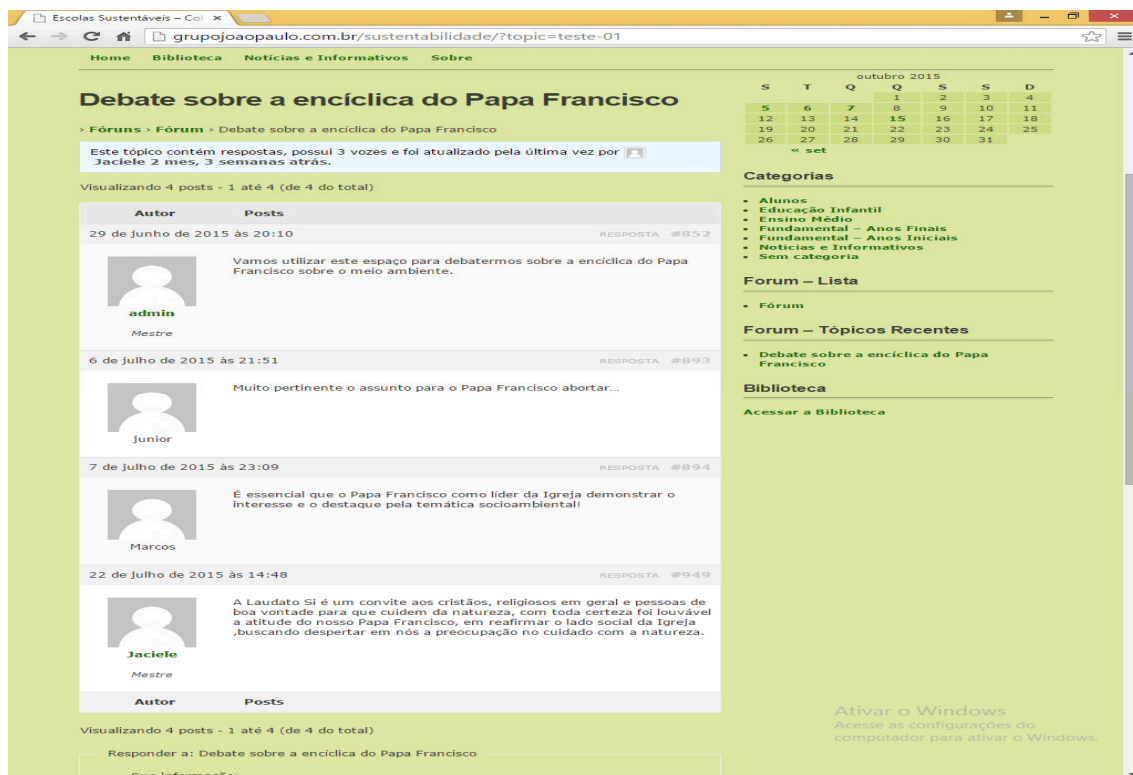 Escolas Sustentáveis – Col
grupojoaopaulo.com.br/sustentabilidade/?topic=teste-01
Home Biblioteca Notícias e Informativos Sobre
Debate sobre a encíclica do Papa Francisco
› Fóruns › Fórum › Debate sobre a encíclica do Papa Francisco
Este tópico contém respostas, possui 3 vozes e foi atualizado pela última vez por
Jaciele 2 mes, 3 semanas atrás.
Visualizando 4 posts - 1 até 4 (de 4 do total)
Autor Posts
29 de junho de 2015 às 20:10 RESPOSTA #852
Vamos utilizar este espaço para debatermos sobre a encíclica do Papa
Francisco sobre o meio ambiente.
admin
Mestre
6 de julho de 2015 às 21:51 RESPOSTA #893
Muito pertinente o assunto para o Papa Francisco abortar...
junior
7 de julho de 2015 às 23:09 RESPOSTA #894
É essencial que o Papa Francisco como líder da Igreja demonstrar o
interesse e o destaque pela temática socioambiental!
Marcos
22 de julho de 2015 às 14:48 RESPOSTA #949
A Laudato Si é um convite aos cristãos, religiosos em geral e pessoas de
boa vontade para que cuidem da natureza, com toda certeza foi louvável
a atitude do nosso Papa Francisco, em reafirmar o lado social da Igreja
,buscando despertar em nós a preocupação no cuidado com a natureza.
Jaciele
Mestre
Autor Posts
Visualizando 4 posts - 1 até 4 (de 4 do total)
Responder a: Debate sobre a encíclica do Papa Francisco
outubro 2015
S T Q Q S S D
1 2 3 4
5 6 7 8 9 10 11
12 13 14 15 16 17 18
19 20 21 22 23 24 25
26 27 28 29 30 31
« set
Categorias
Alunos
Educação Infantil
Ensino Médio
Fundamental – Anos Finais
Fundamental – Anos Iniciais
Noticias e Informativos
Sem categoria
Forum – Lista
Fórum
Forum – Tópicos Recentes
Debate sobre a encíclica do Papa
Francisco
Biblioteca
Acessar a Biblioteca
Ativar o Windows
Acesse as configurações do
computador para ativar o Windows.